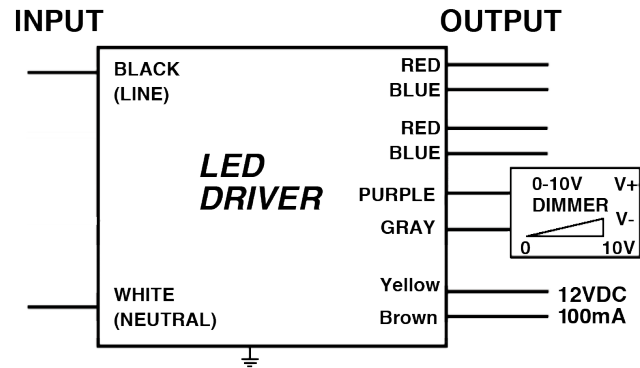 INPUT
OUTPUT
BLACK
(LINE)
WHITE
(NEUTRAL)
LED
DRIVER
RED
BLUE
RED
BLUE
PURPLE
GRAY
Yellow
Brown
0-10V V+
DIMMER
V-
0 10V
12VDC
100mA